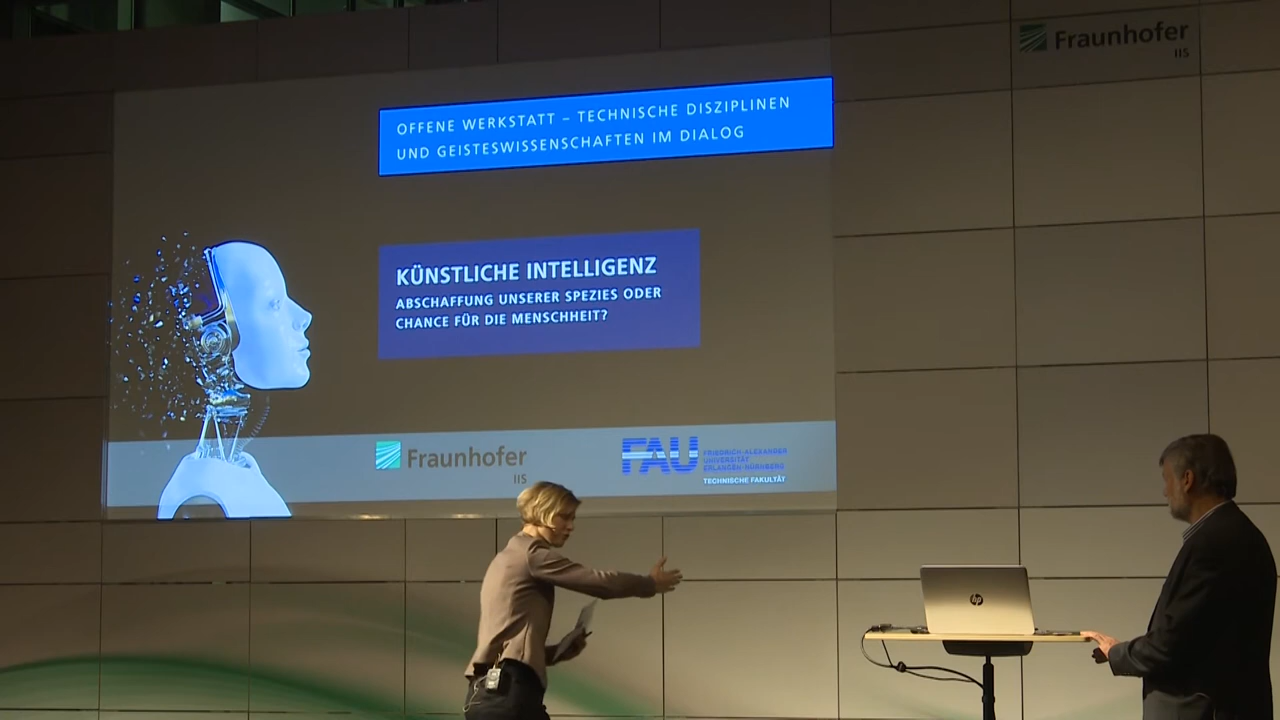 Fraunhofer
IIS
OFFENE WERKSTATT – TECHNISCHE DISZIPLINEN
UND GEISTESWISSENSCHAFTEN IM DIALOG
KÜNSTLICHE INTELLIGENZ
ABSCHAFFUNG UNSERER SPEZIES ODER
CHANCE FÜR DIE MENSCHHEIT?
Fraunhofer
IIS
FAU
FRIEDRICH-ALEXANDER
UNIVERSITÄT
ERLANGEN-NÜRNBERG
TECHNISCHE FAKULTÄT
hp